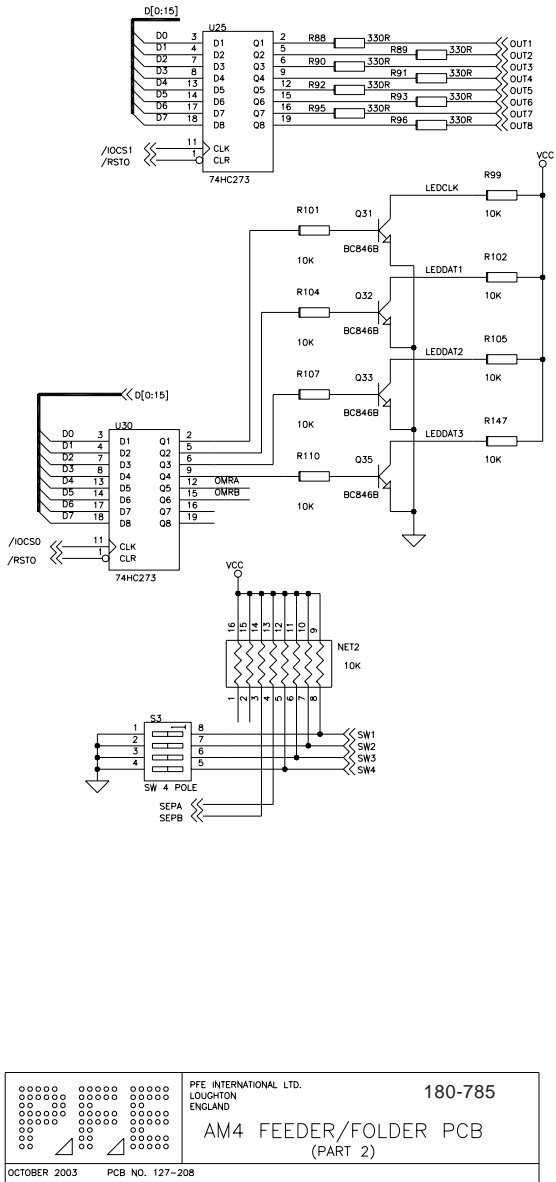 D[0:15]
U25
D0 3 D1 Q1 2 R88 330R OUT1
D1 4 D2 Q2 5 R89 330R OUT2
D2 7 D3 Q3 6 R90 330R OUT3
D3 8 D4 Q4 9 R91 330R OUT4
D4 13 D5 Q5 12 R92 330R OUT5
D5 14 D6 Q6 15 R93 330R OUT6
D6 17 D7 Q7 16 R95 330R OUT7
D7 18 D8 Q8 19 R96 330R OUT8
/IOCS1 11 CLK
/RSTO 1 CLR
74HC273
VCC
R99
LEDCLK
10K
R101 Q31
10K BC846B
R102
LEDDAT1
10K
R104 Q32
10K BC846B
R105
LEDDAT2
10K
R107 Q33
10K BC846B
R147
LEDDAT3
10K
R110 Q35
10K BC846B
D[0:15]
U30
D0 3 D1 Q1 2
D1 4 D2 Q2 5
D2 7 D3 Q3 6
D3 8 D4 Q4 9
D4 13 D5 Q5 12 OMRA
D5 14 D6 Q6 15 OMRB
D6 17 D7 Q7 16
D7 18 D8 Q8 19
/IOCS0 11 CLK
/RSTO 1 CLR
74HC273
VCC
16 15 14 13 12 11 10 9
NET2
10K
1 2 3 4 5 6 7 8
S3
1 8 SW1
2 7 SW2
3 6 SW3
4 5 SW4
SW 4 POLE
SEPA
SEPB
PFE
PFE INTERNATIONAL LTD.
LOUGHTON
ENGLAND
180-785
AM4 FEEDER/FOLDER PCB
(PART 2)
OCTOBER 2003 PCB NO. 127-208